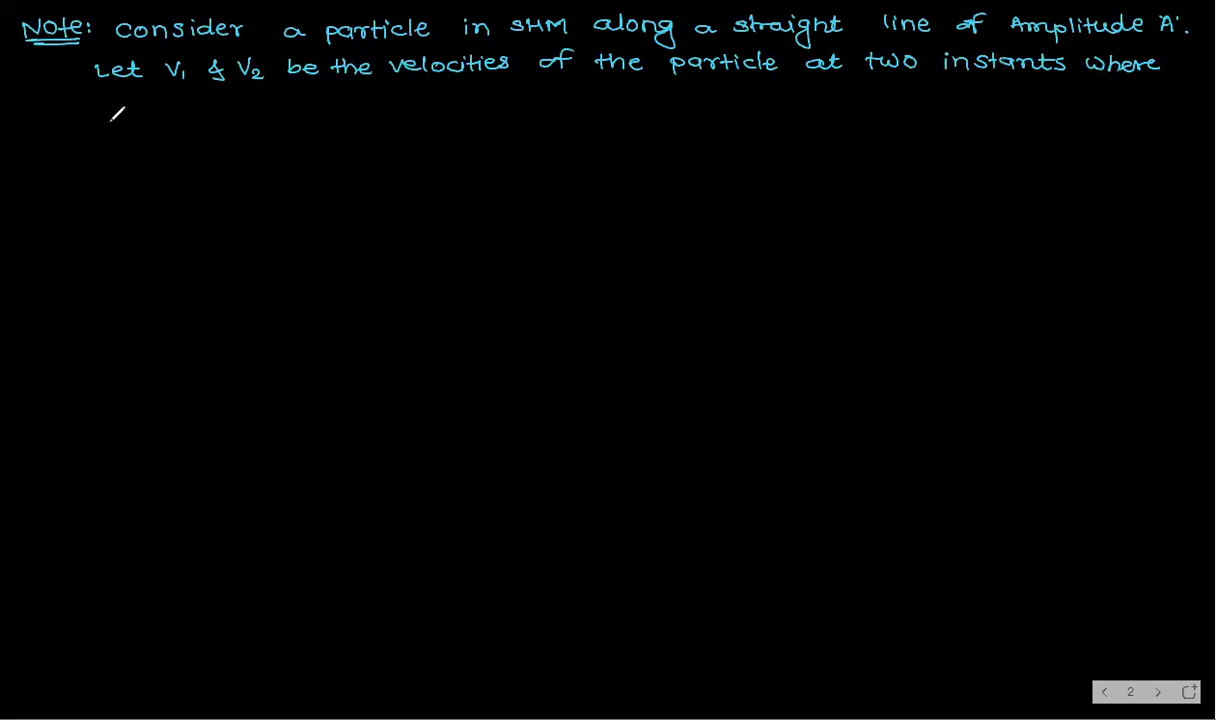 Note: Consider a particle in SHM along a straight line of Amplitude 'A'.
Let V₁ & V₂ be the velocities of the particle at two instants where
2